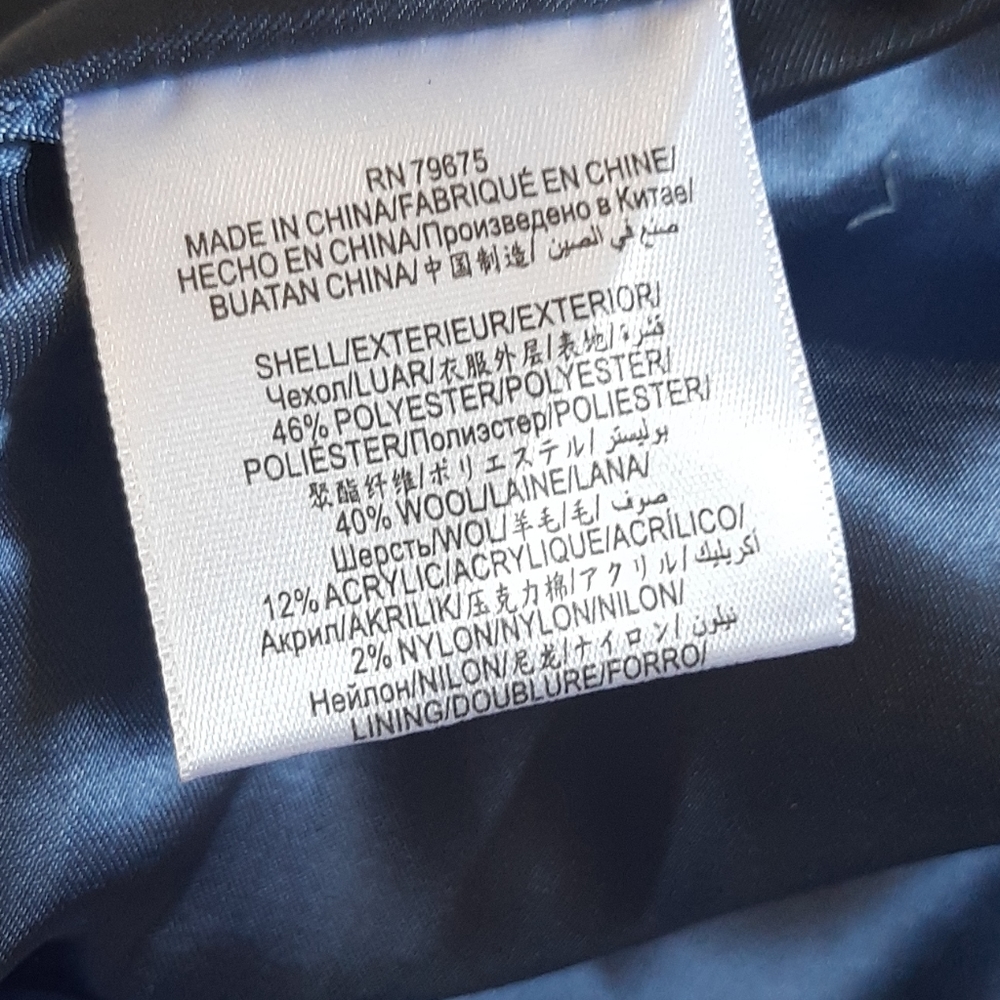 RN 79675
MADE IN CHINA/FABRIQUÉ EN CHINE/
HECHO EN CHINA/Произведено в Китае/
BUATAN CHINA/中国制造/ صنع في الصين
SHELL/EXTERIEUR/EXTERIOR/
Чехол/LUAR/衣服外层/表地/ قشرة
46% POLYESTER/POLYESTER/
POLIESTER/Полиэстер/POLIESTER/
聚酯纤维/ポリエステル/ بوليستر
40% WOOL/LAINE/LANA/
Шерсть/WOL/羊毛/毛/ صوف
12% ACRYLIC/ACRYLIQUE/ACRÍLICO/
Акрил/AKRILIK/压克力棉/アクリル/ أكريليك
2% NYLON/NYLON/NILON/
Нейлон/NILON/尼龙/ナイロン/ نيلون
LINING/DOUBLURE/FORRO/